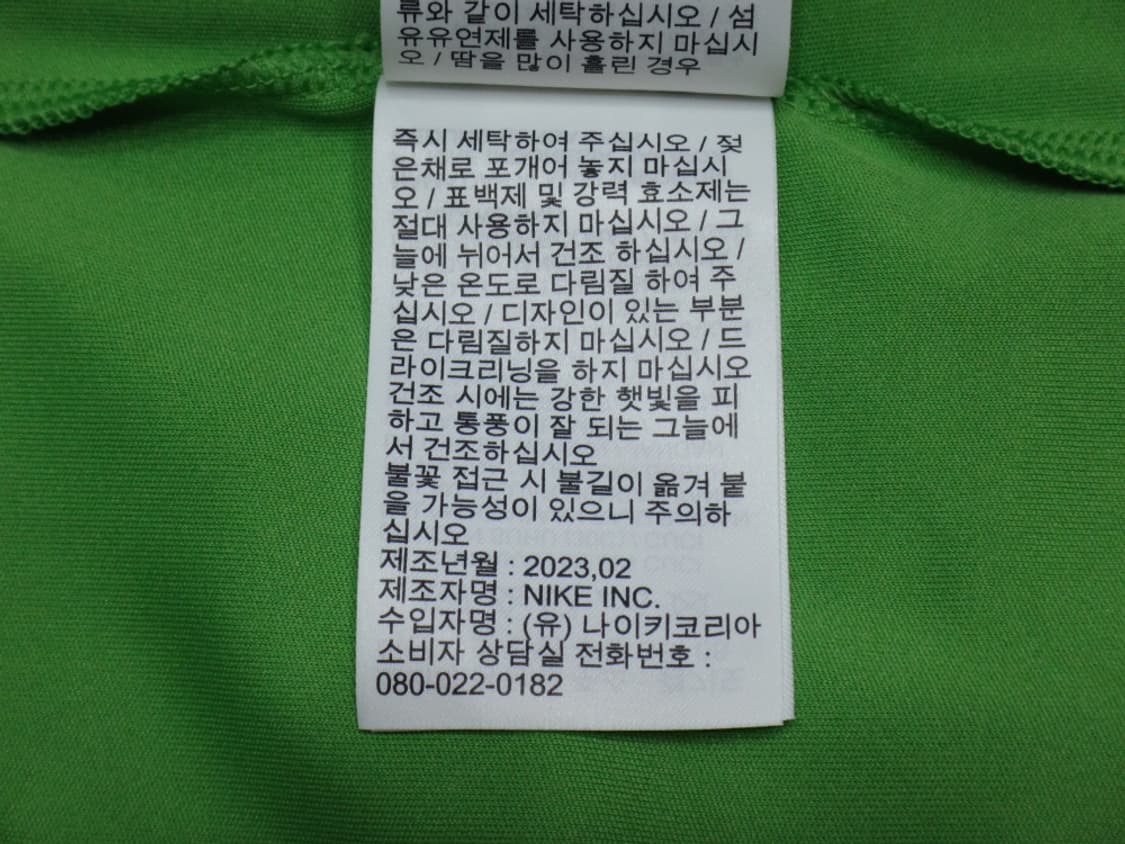 류와 같이 세탁하십시오 / 섬
유유연제를 사용하지 마십시
오 / 땀을 많이 흘린 경우
즉시 세탁하여 주십시오 / 젖
은채로 포개어 놓지 마십시
오 / 표백제 및 강력 효소제는
절대 사용하지 마십시오 / 그
늘에 뉘어서 건조 하십시오 /
낮은 온도로 다림질 하여 주
십시오 / 디자인이 있는 부분
은 다림질하지 마십시오 / 드
라이크리닝을 하지 마십시오
건조 시에는 강한 햇빛을 피
하고 통풍이 잘 되는 그늘에
서 건조하십시오
불꽃 접근 시 불길이 옮겨 붙
을 가능성이 있으니 주의하
십시오
제조년월 : 2023,02
제조자명 : NIKE INC.
수입자명 : (유) 나이키코리아
소비자 상담실 전화번호 :
080-022-0182